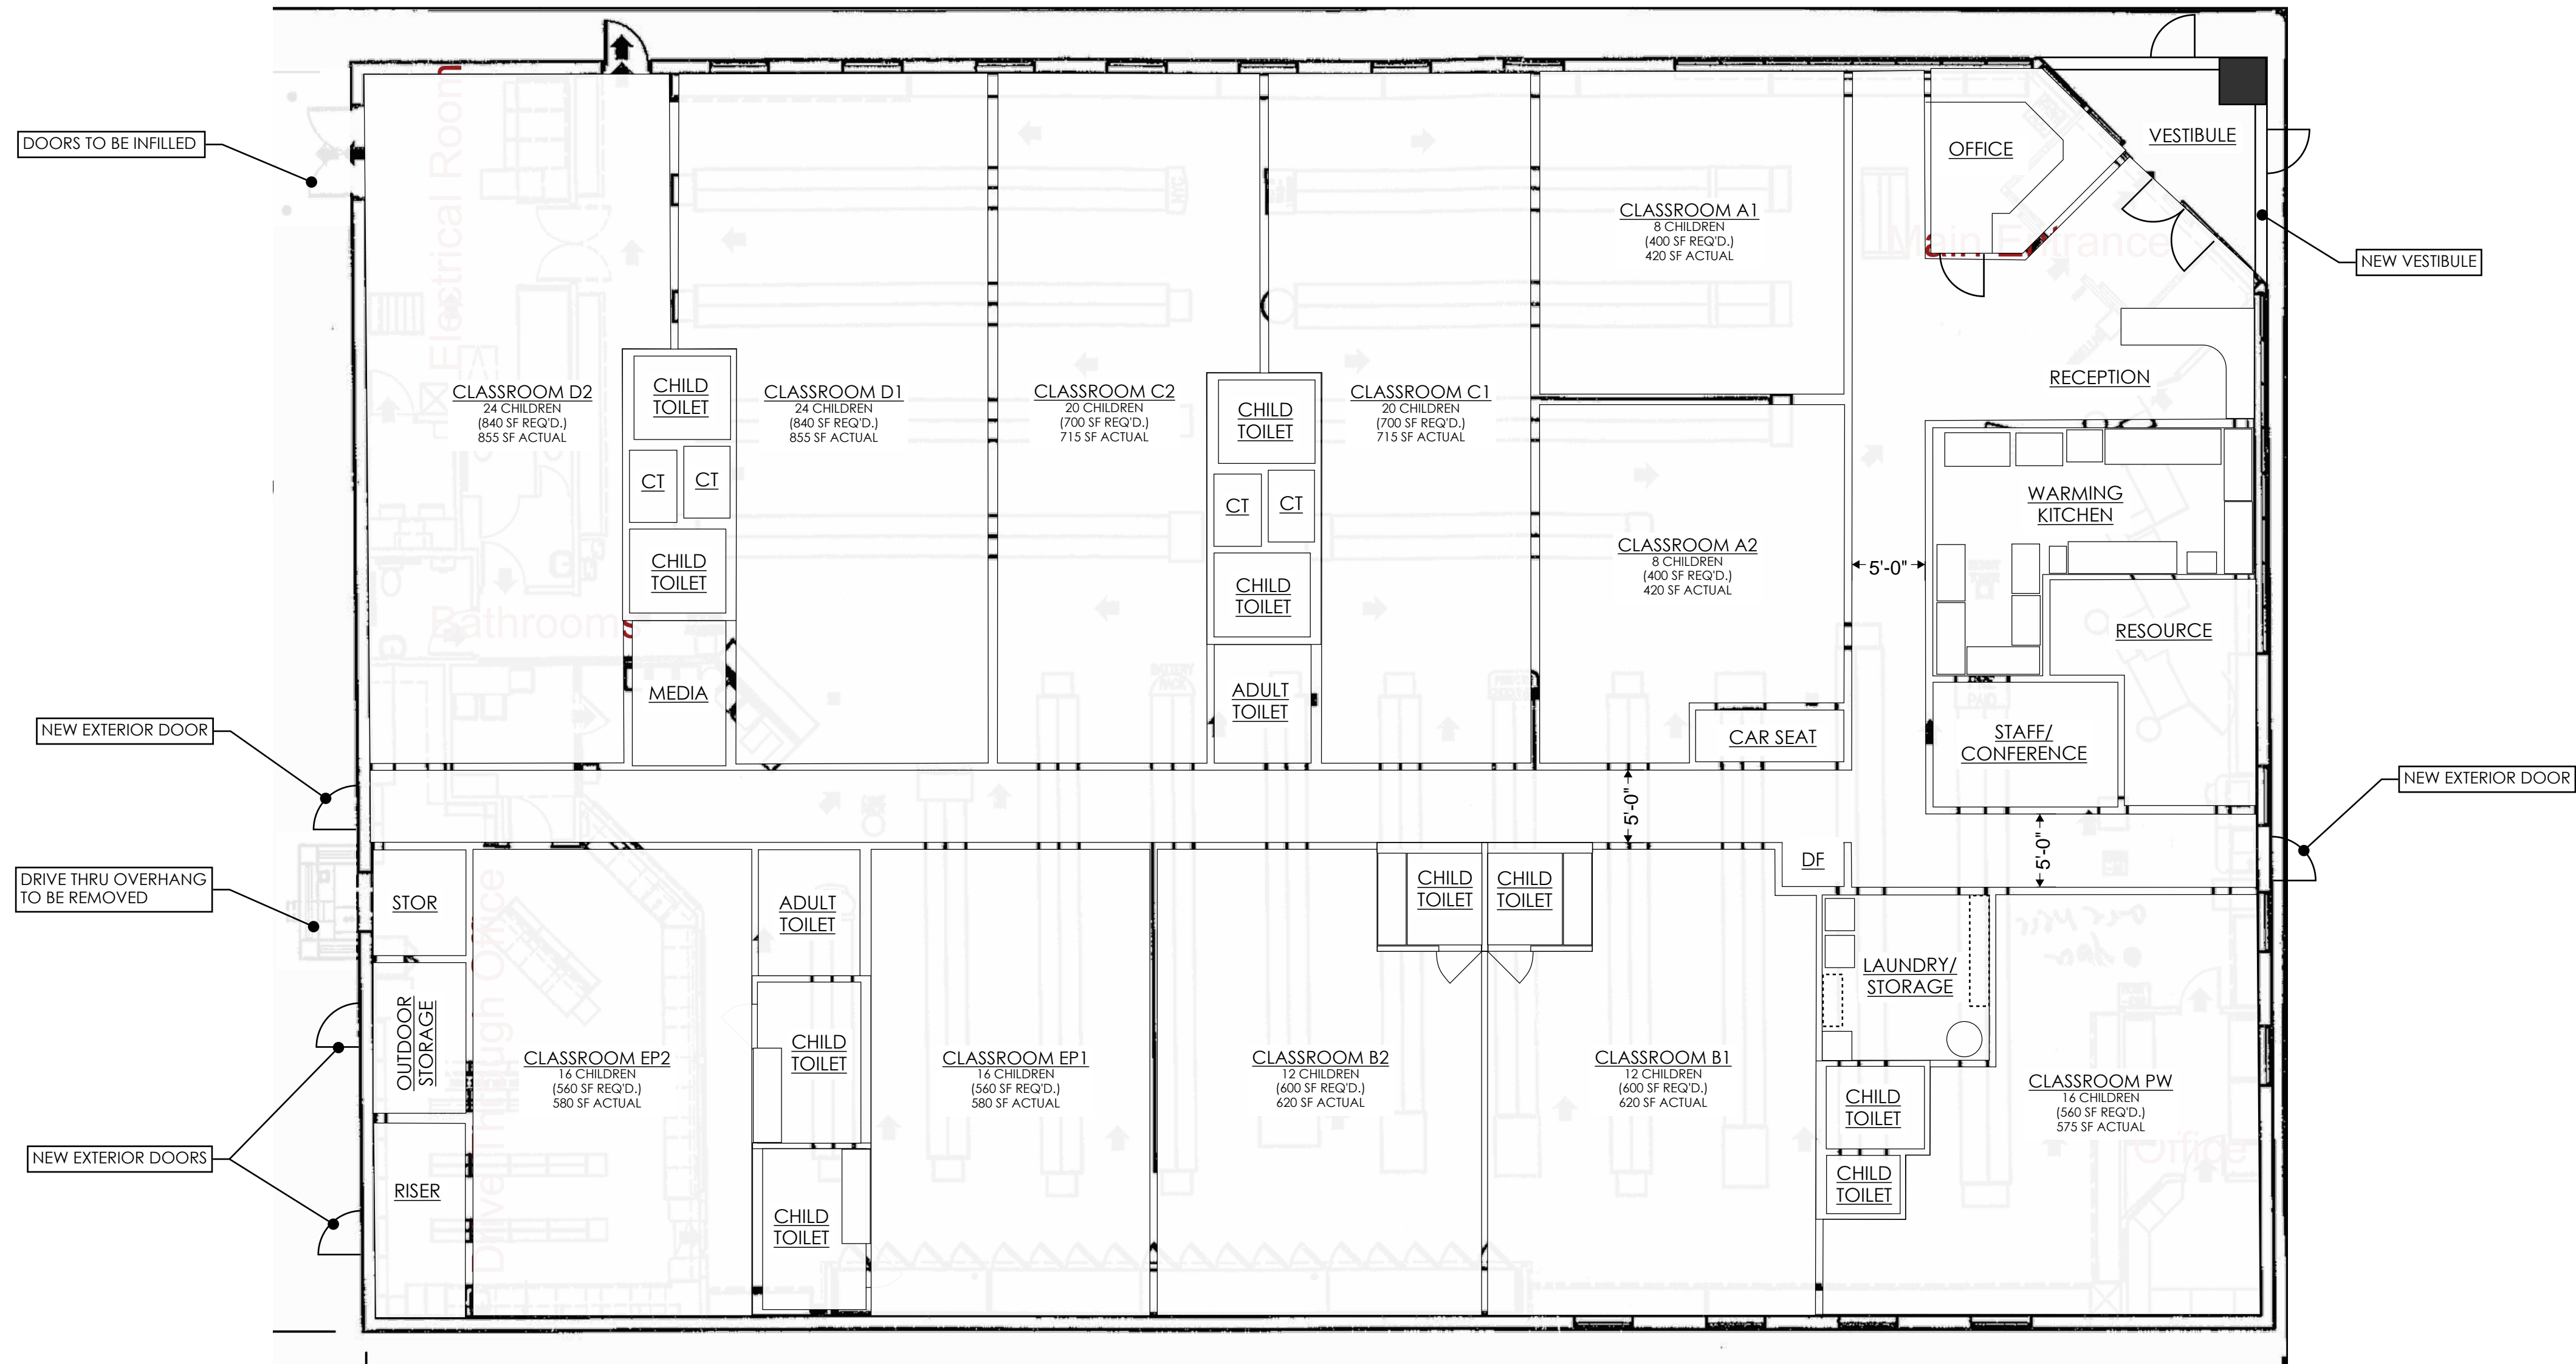 DOORS TO BE INFILLED
NEW EXTERIOR DOOR
DRIVE THRU OVERHANG
TO BE REMOVED
NEW EXTERIOR DOORS
Electrical Room
CLASSROOM D2
24 CHILDREN
(840 SF REQ'D.)
855 SF ACTUAL
CHILD
TOILET
CT
CT
CHILD
TOILET
Bathrooms
MEDIA
CLASSROOM D1
24 CHILDREN
(840 SF REQ'D.)
855 SF ACTUAL
CLASSROOM C2
20 CHILDREN
(700 SF REQ'D.)
715 SF ACTUAL
CHILD
TOILET
CT
CT
CHILD
TOILET
ADULT
TOILET
CLASSROOM C1
20 CHILDREN
(700 SF REQ'D.)
715 SF ACTUAL
CLASSROOM A1
8 CHILDREN
(400 SF REQ'D.)
420 SF ACTUAL
CLASSROOM A2
8 CHILDREN
(400 SF REQ'D.)
420 SF ACTUAL
CAR SEAT
5'-0"
5'-0"
5'-0"
OFFICE
VESTIBULE
Main Entrance
NEW VESTIBULE
RECEPTION
WARMING
KITCHEN
RESOURCE
STAFF/
CONFERENCE
NEW EXTERIOR DOOR
STOR
OUTDOOR
STORAGE
RISER
Drive Through Office
CLASSROOM EP2
16 CHILDREN
(560 SF REQ'D.)
580 SF ACTUAL
ADULT
TOILET
CHILD
TOILET
CHILD
TOILET
CLASSROOM EP1
16 CHILDREN
(560 SF REQ'D.)
580 SF ACTUAL
CLASSROOM B2
12 CHILDREN
(600 SF REQ'D.)
620 SF ACTUAL
CHILD
TOILET
CHILD
TOILET
CLASSROOM B1
12 CHILDREN
(600 SF REQ'D.)
620 SF ACTUAL
DF
LAUNDRY/
STORAGE
CHILD
TOILET
CHILD
TOILET
CLASSROOM PW
16 CHILDREN
(560 SF REQ'D.)
575 SF ACTUAL
Office